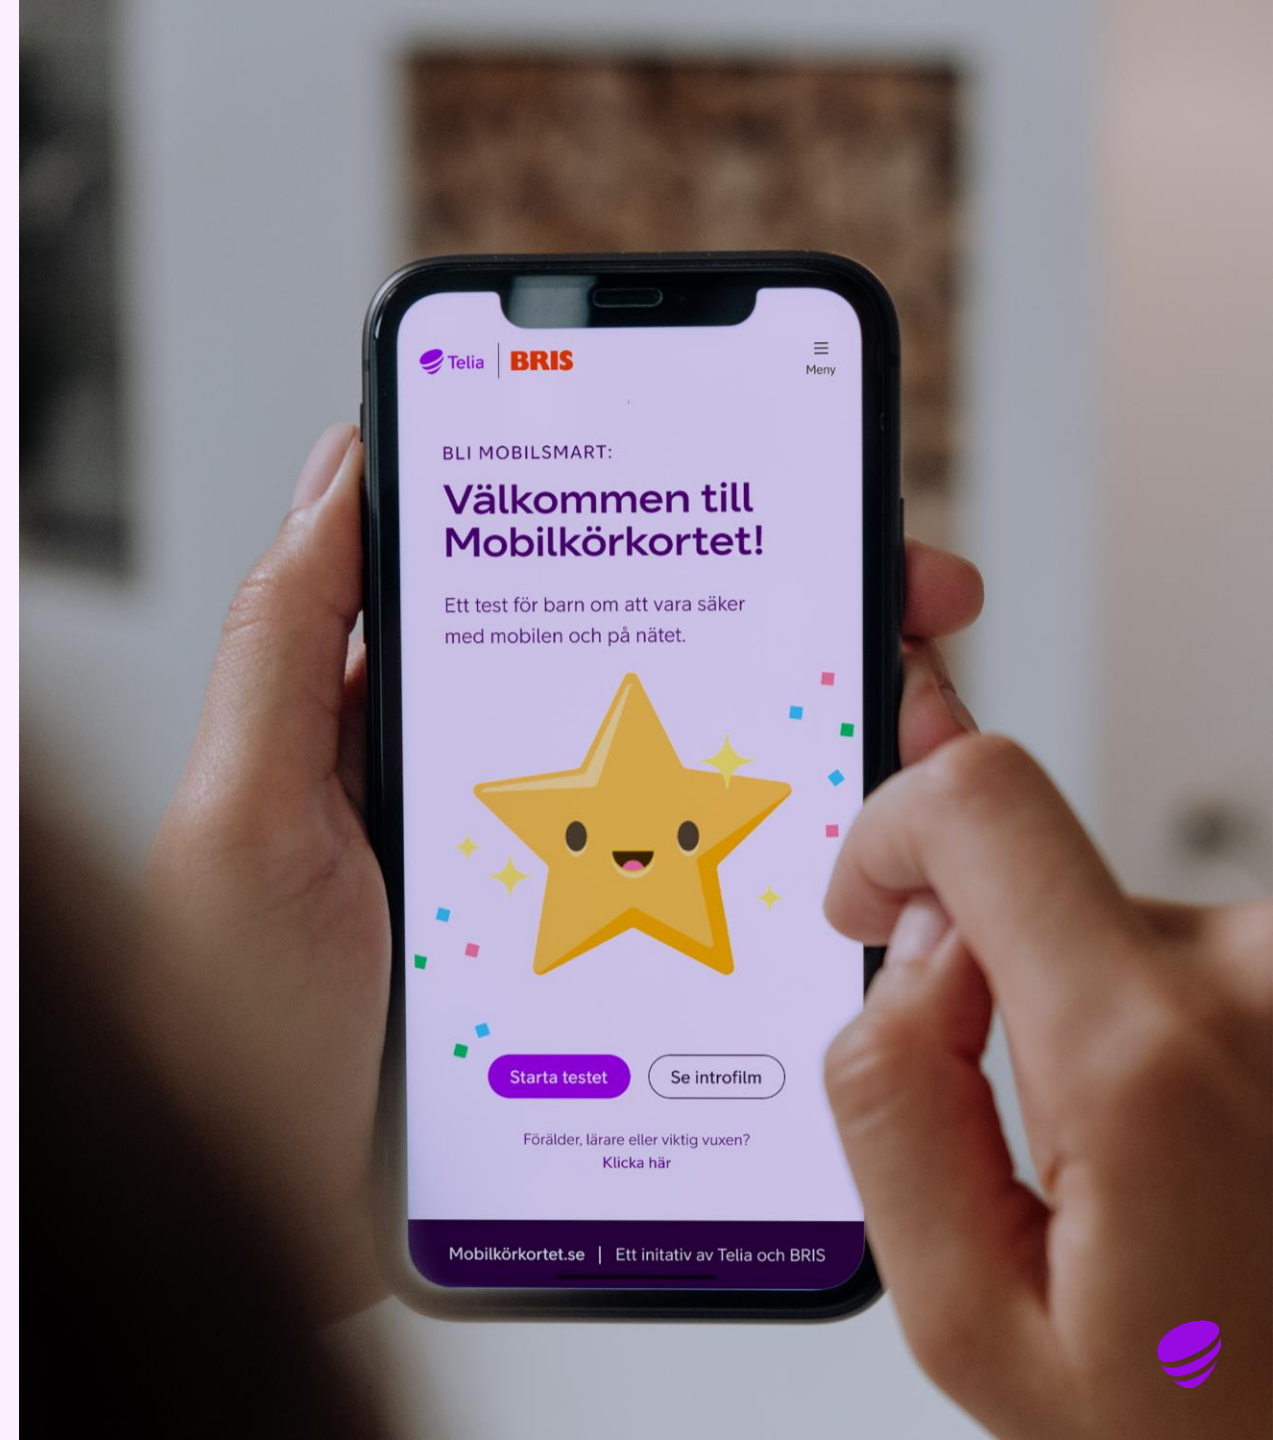 Telia | BRIS
Meny
BLI MOBILSMART:
Välkommen till
Mobilkörkortet!
Ett test för barn om att vara säker
med mobilen och på nätet.
Starta testet
Se introfilm
Förälder, lärare eller viktig vuxen?
Klicka här
Mobilkörkortet.se | Ett initativ av Telia och BRIS